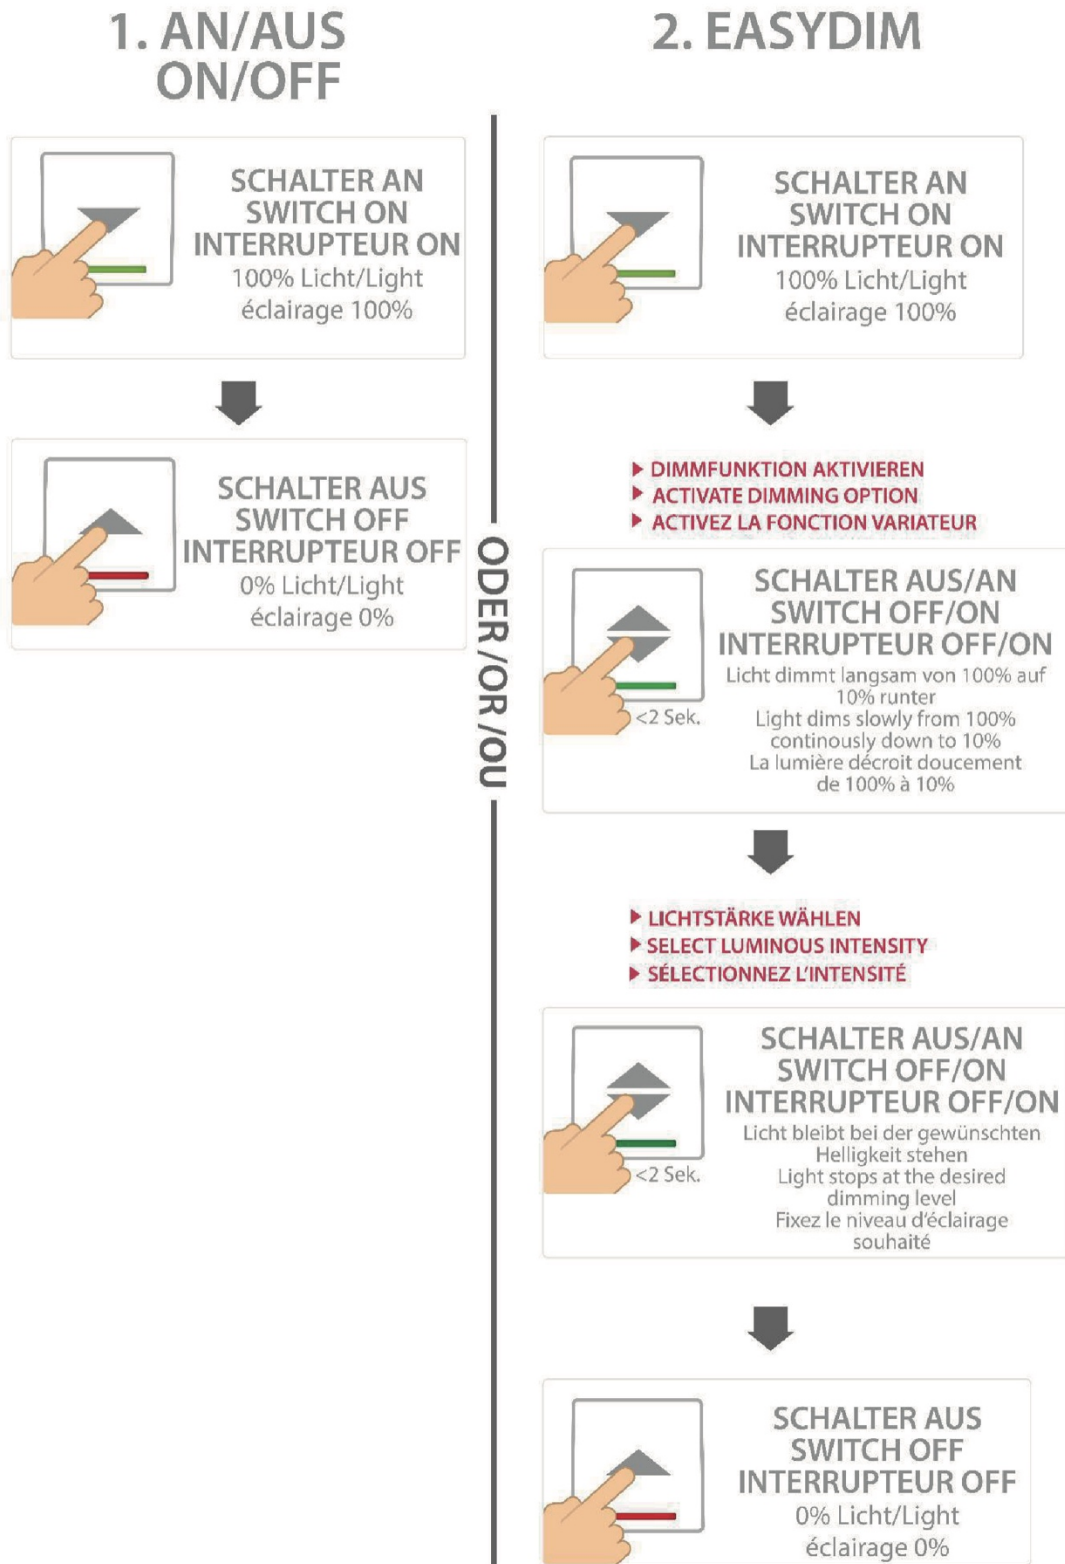 1. AN/AUS
ON/OFF
SCHALTER AN
SWITCH ON
INTERRUPTEUR ON
100% Licht/Light
éclairage 100%
SCHALTER AUS
SWITCH OFF
INTERRUPTEUR OFF
0% Licht/Light
éclairage 0%
ODER /OR /OU
2. EASYDIM
SCHALTER AN
SWITCH ON
INTERRUPTEUR ON
100% Licht/Light
éclairage 100%
DIMMFUNKTION AKTIVIEREN
ACTIVATE DIMMING OPTION
ACTIVEZ LA FONCTION VARIATEUR
<2 Sek.
SCHALTER AUS/AN
SWITCH OFF/ON
INTERRUPTEUR OFF/ON
Licht dimmt langsam von 100% auf
10% runter
Light dims slowly from 100%
continously down to 10%
La lumière décroit doucement
de 100% à 10%
LICHTSTÄRKE WÄHLEN
SELECT LUMINOUS INTENSITY
SÉLECTIONNEZ L'INTENSITÉ
<2 Sek.
SCHALTER AUS/AN
SWITCH OFF/ON
INTERRUPTEUR OFF/ON
Licht bleibt bei der gewünschten
Helligkeit stehen
Light stops at the desired
dimming level
Fixez le niveau d'éclairage
souhaité
SCHALTER AUS
SWITCH OFF
INTERRUPTEUR OFF
0% Licht/Light
éclairage 0%